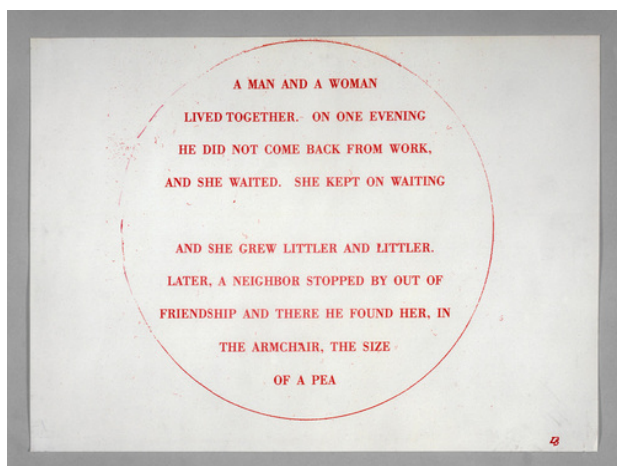 A MAN AND A WOMAN
LIVED TOGETHER. ON ONE EVENING
HE DID NOT COME BACK FROM WORK,
AND SHE WAITED. SHE KEPT ON WAITING
AND SHE GREW LITTLER AND LITTLER.
LATER, A NEIGHBOR STOPPED BY OUT OF
FRIENDSHIP AND THERE HE FOUND HER, IN
THE ARMCHAIR, THE SIZE
OF A PEA